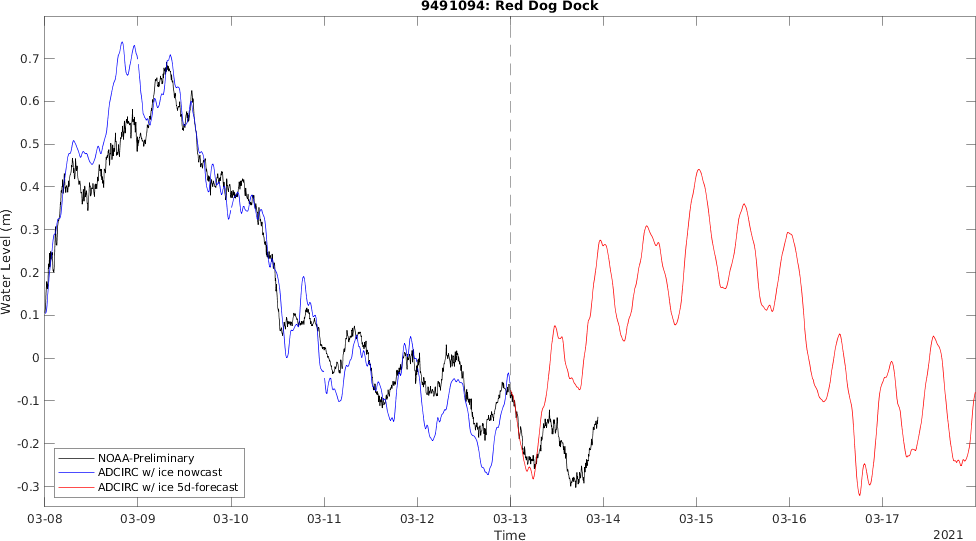 9491094: Red Dog Dock
0.7
0.6
0.5
0.4
0.3
0.2
0.1
0
-0.1
-0.2
-0.3
Water Level (m)
NOAA-Preliminary
ADCIRC w/ ice nowcast
ADCIRC w/ ice 5d-forecast
03-08 03-09 03-10 03-11 03-12 03-13 03-14 03-15 03-16 03-17
Time
2021